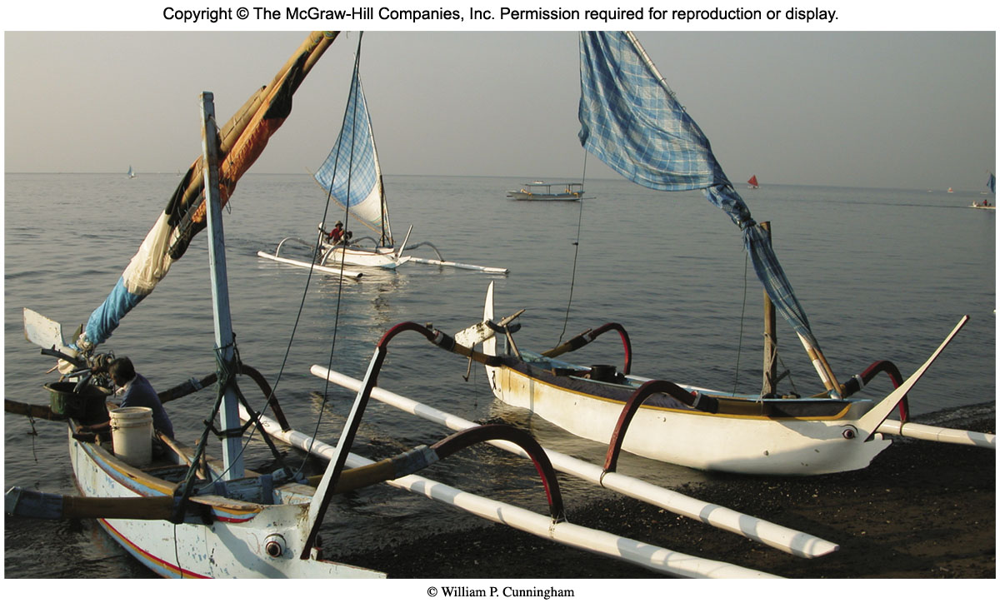 Copyright © The McGraw-Hill Companies, Inc. Permission required for reproduction or display.
© William P. Cunningham